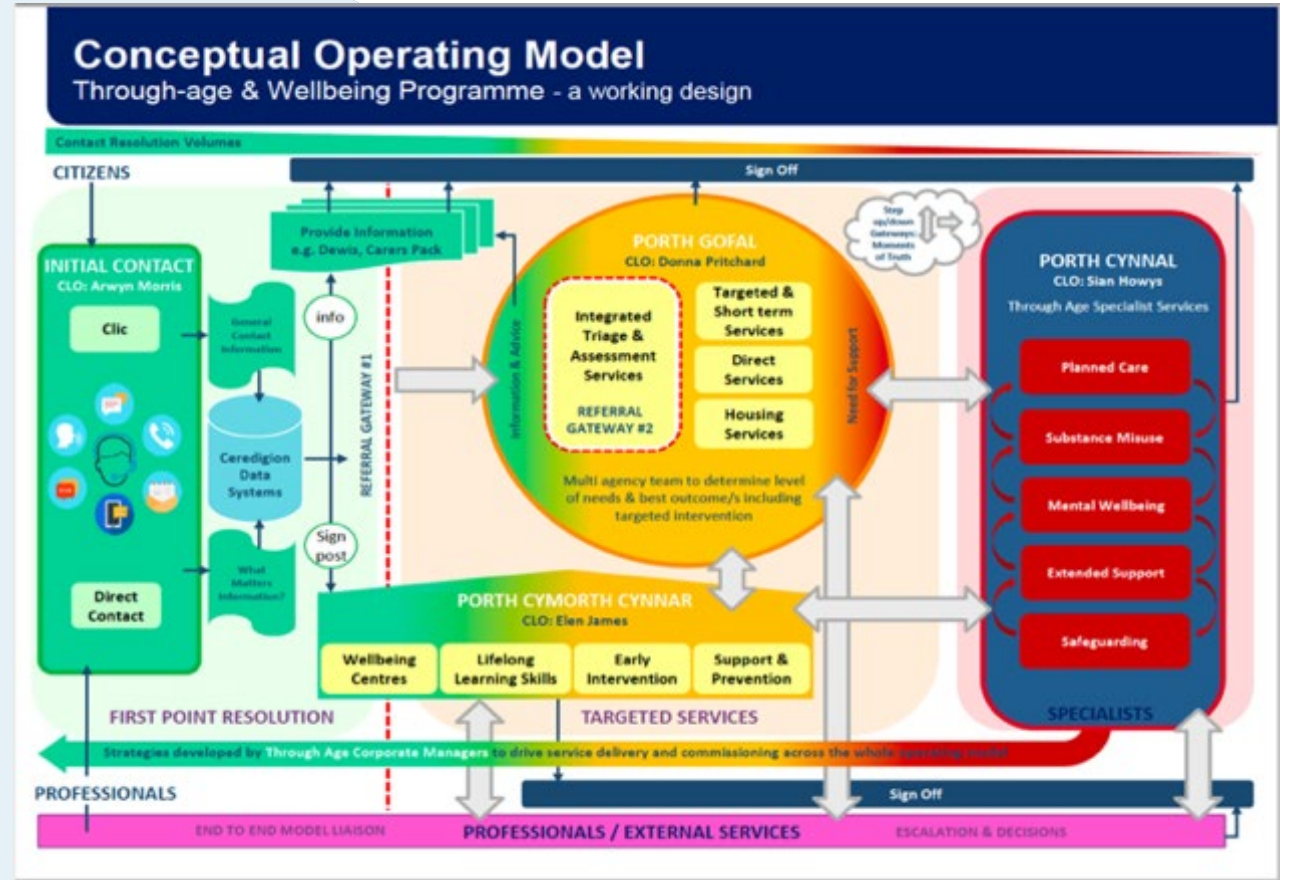 Conceptual Operating Model
Through-age & Wellbeing Programme - a working design
Contact Resolution Volumes
CITIZENS
Sign Off
INITIAL CONTACT
CLO: Arwyn Morris
Clic
Direct
Contact
General
Contact
Information
Ceredigion
Data
Systems
What
Matters
Information?
Provide Information
e.g. Dewis, Carers Pack
info
Sign
post
REFERRAL GATEWAY #1
FIRST POINT RESOLUTION
PORTH GOFAL
CLO: Donna Pritchard
Information & Advice
Integrated
Triage &
Assessment
Services
REFERRAL
GATEWAY #2
Targeted &
Short term
Services
Direct
Services
Housing
Services
Need for Support
Multi agency team to determine level
of needs & best outcome/s including
targeted intervention
Step
up/down
Gateways:
Moments
of Truth
PORTH CYMORTH CYNNAR
CLO: Elen James
Wellbeing
Centres
Lifelong
Learning Skills
Early
Intervention
Support &
Prevention
TARGETED SERVICES
PORTH CYNNAL
CLO: Sian Howys
Through Age Specialist Services
Planned Care
Substance Misuse
Mental Wellbeing
Extended Support
Safeguarding
SPECIALISTS
Strategies developed by Through Age Corporate Managers to drive service delivery and commissioning across the whole operating model
PROFESSIONALS
Sign Off
END TO END MODEL LIAISON
PROFESSIONALS / EXTERNAL SERVICES
ESCALATION & DECISIONS